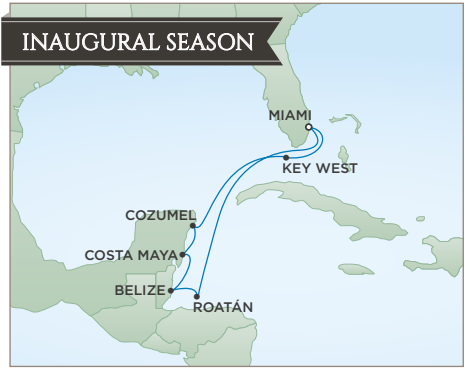 INAUGURAL SEASON
MIAMI
KEY WEST
COZUMEL
COSTA MAYA
BELIZE
ROATÁN